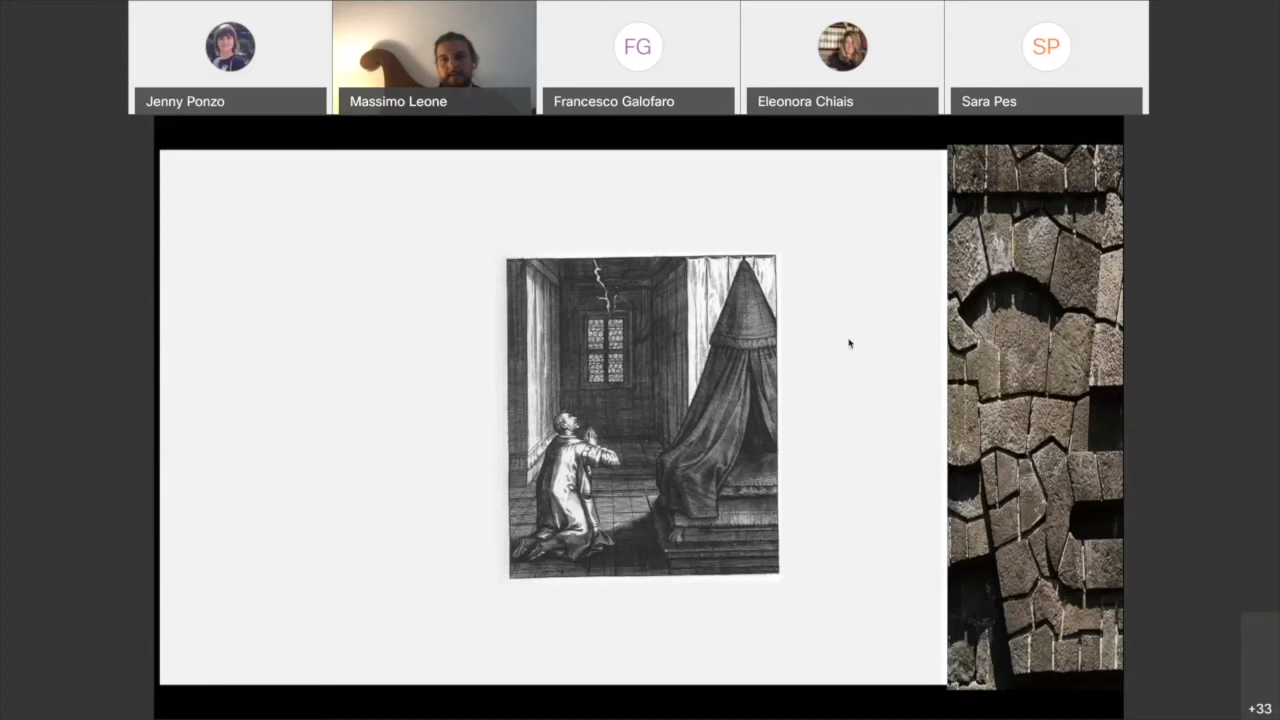 FG
SP
Jenny Ponzo
Massimo Leone
Francesco Galofaro
Eleonora Chiais
Sara Pes
+33